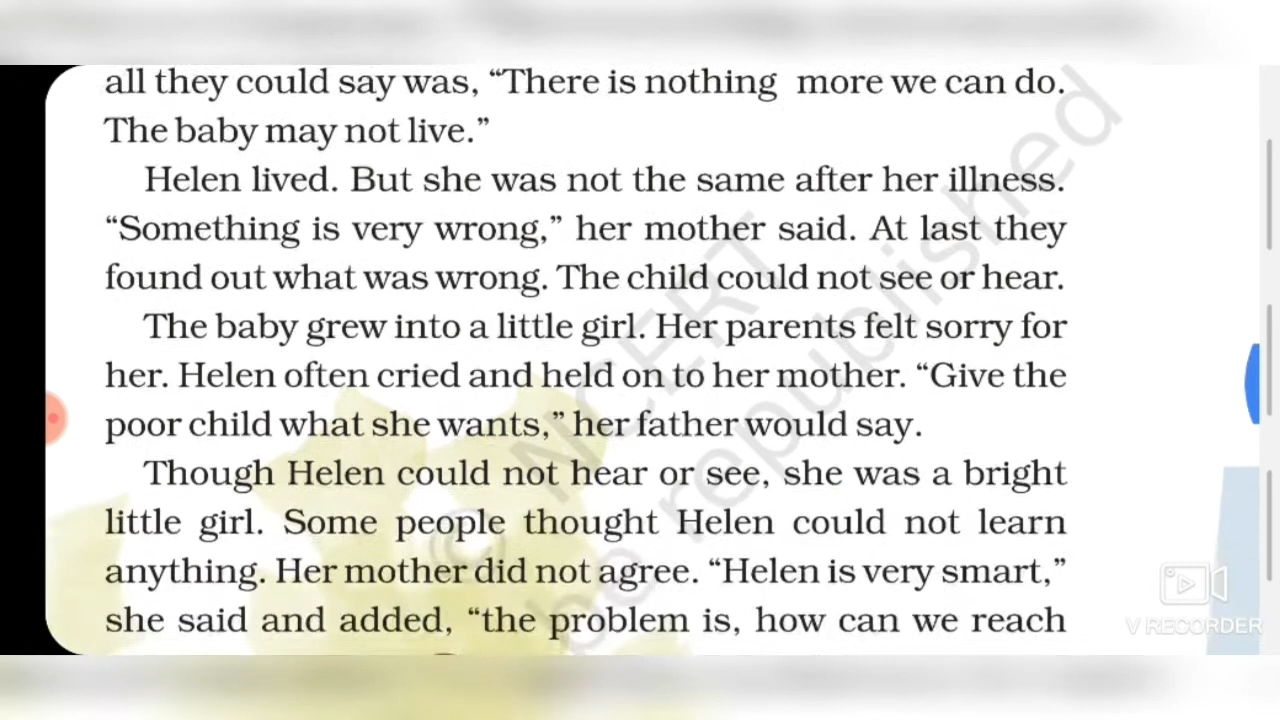 all they could say was, “There is nothing more we can do.
The baby may not live.”
Helen lived. But she was not the same after her illness.
“Something is very wrong,” her mother said. At last they
found out what was wrong. The child could not see or hear.
The baby grew into a little girl. Her parents felt sorry for
her. Helen often cried and held on to her mother. “Give the
poor child what she wants,” her father would say.
Though Helen could not hear or see, she was a bright
little girl. Some people thought Helen could not learn
anything. Her mother did not agree. “Helen is very smart,”
she said and added, “the problem is, how can we reach
© NCERT
be republished
V RECORDER